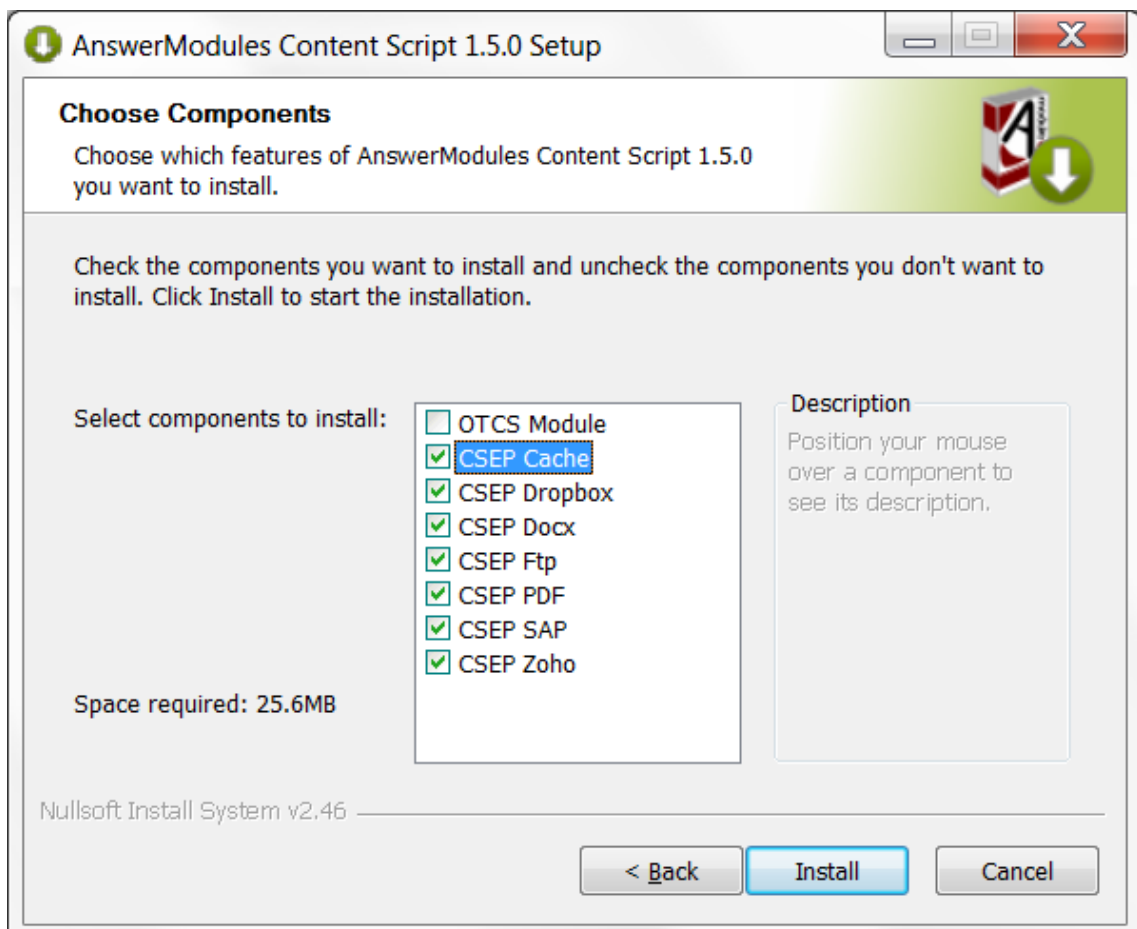 AnswerModules Content Script 1.5.0 Setup
Choose Components
Choose which features of AnswerModules Content Script 1.5.0
you want to install.
Check the components you want to install and uncheck the components you don't want to
install. Click Install to start the installation.
Select components to install:
OTCS Module
CSEP Cache
CSEP Dropbox
CSEP Docx
CSEP Ftp
CSEP PDF
CSEP SAP
CSEP Zoho
Description
Position your mouse
over a component to
see its description.
Space required: 25.6MB
Nullsoft Install System v2.46
< Back
Install
Cancel